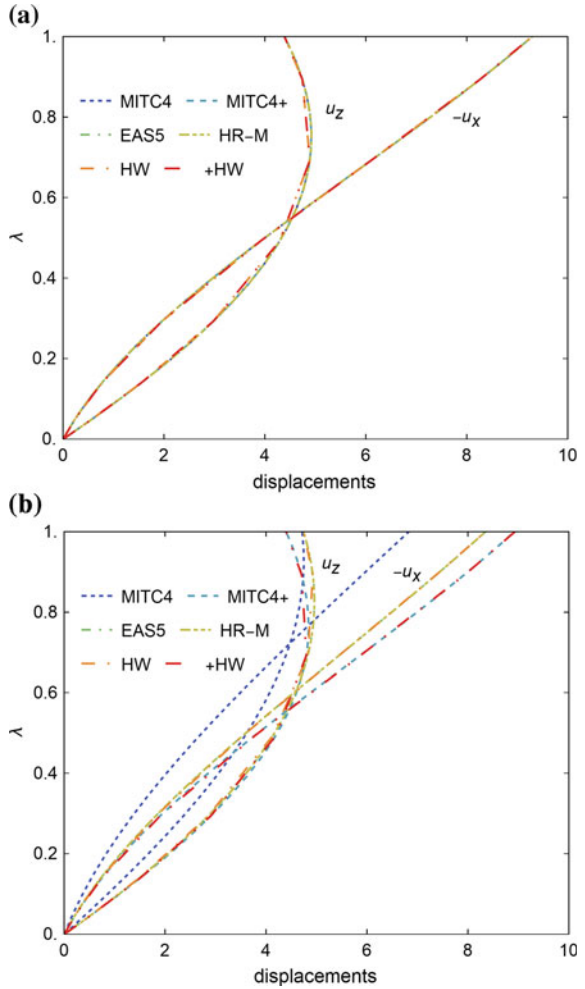 (a)
1.
MITC4 MITC4+
EAS5 HR-M
HW +HW
u_z
-u_x
0.8
0.6
λ
0.4
0.2
0.
0 2 4 6 8 10
displacements
(b)
1.
MITC4 MITC4+
EAS5 HR-M
HW +HW
u_z
-u_x
0.8
0.6
λ
0.4
0.2
0.
0 2 4 6 8 10
displacements